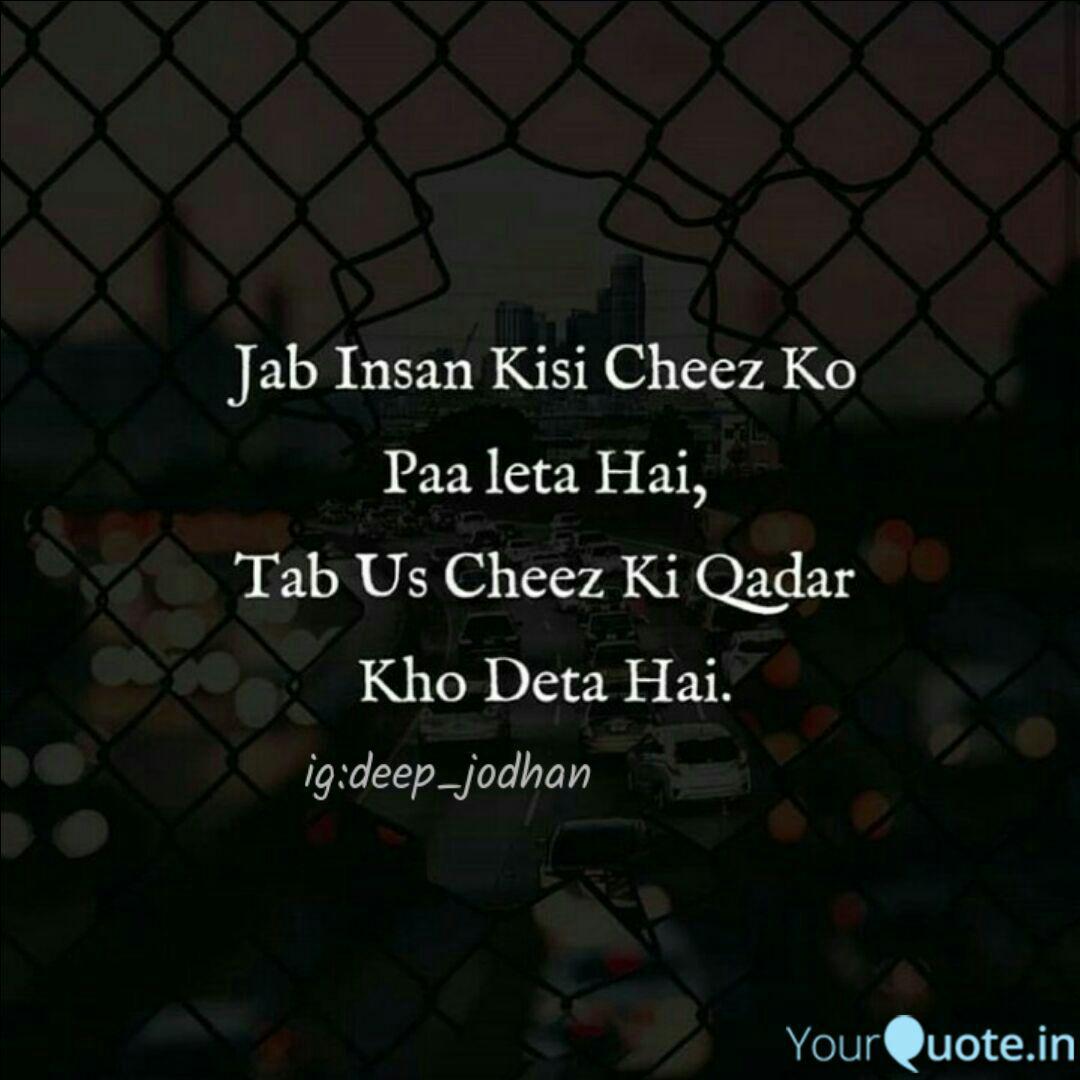 Jab Insan Kisi Cheez Ko
Paa leta Hai,
Tab Us Cheez Ki Qadar
Kho Deta Hai.
ig:deep_jodhan
YourQuote.in